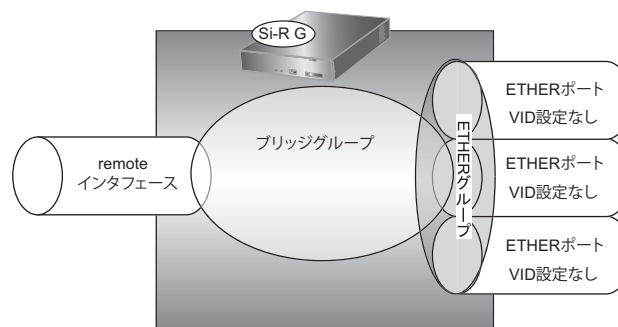 Si-R G
ブリッジグループ
remote
インタフェース
ETHERグループ
ETHERポート
VID設定なし
ETHERポート
VID設定なし
ETHERポート
VID設定なし